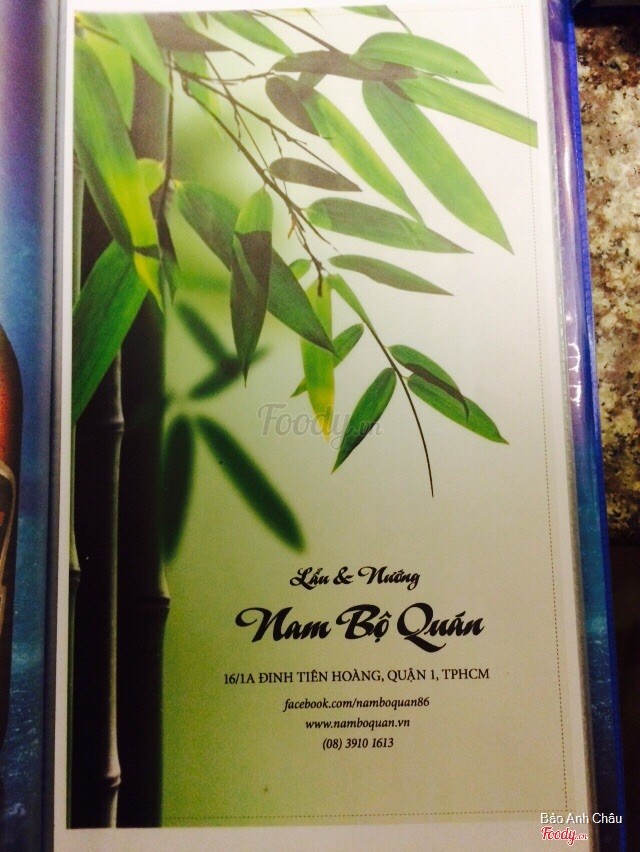 Foody.vn
Lẩu & Nướng
Nam Bộ Quán
16/1A ĐINH TIÊN HOÀNG, QUẬN 1, TPHCM
facebook.com/namboquan86
www.namboquan.vn
(08) 3910 1613
Bảo Anh Châu
Foody.vn